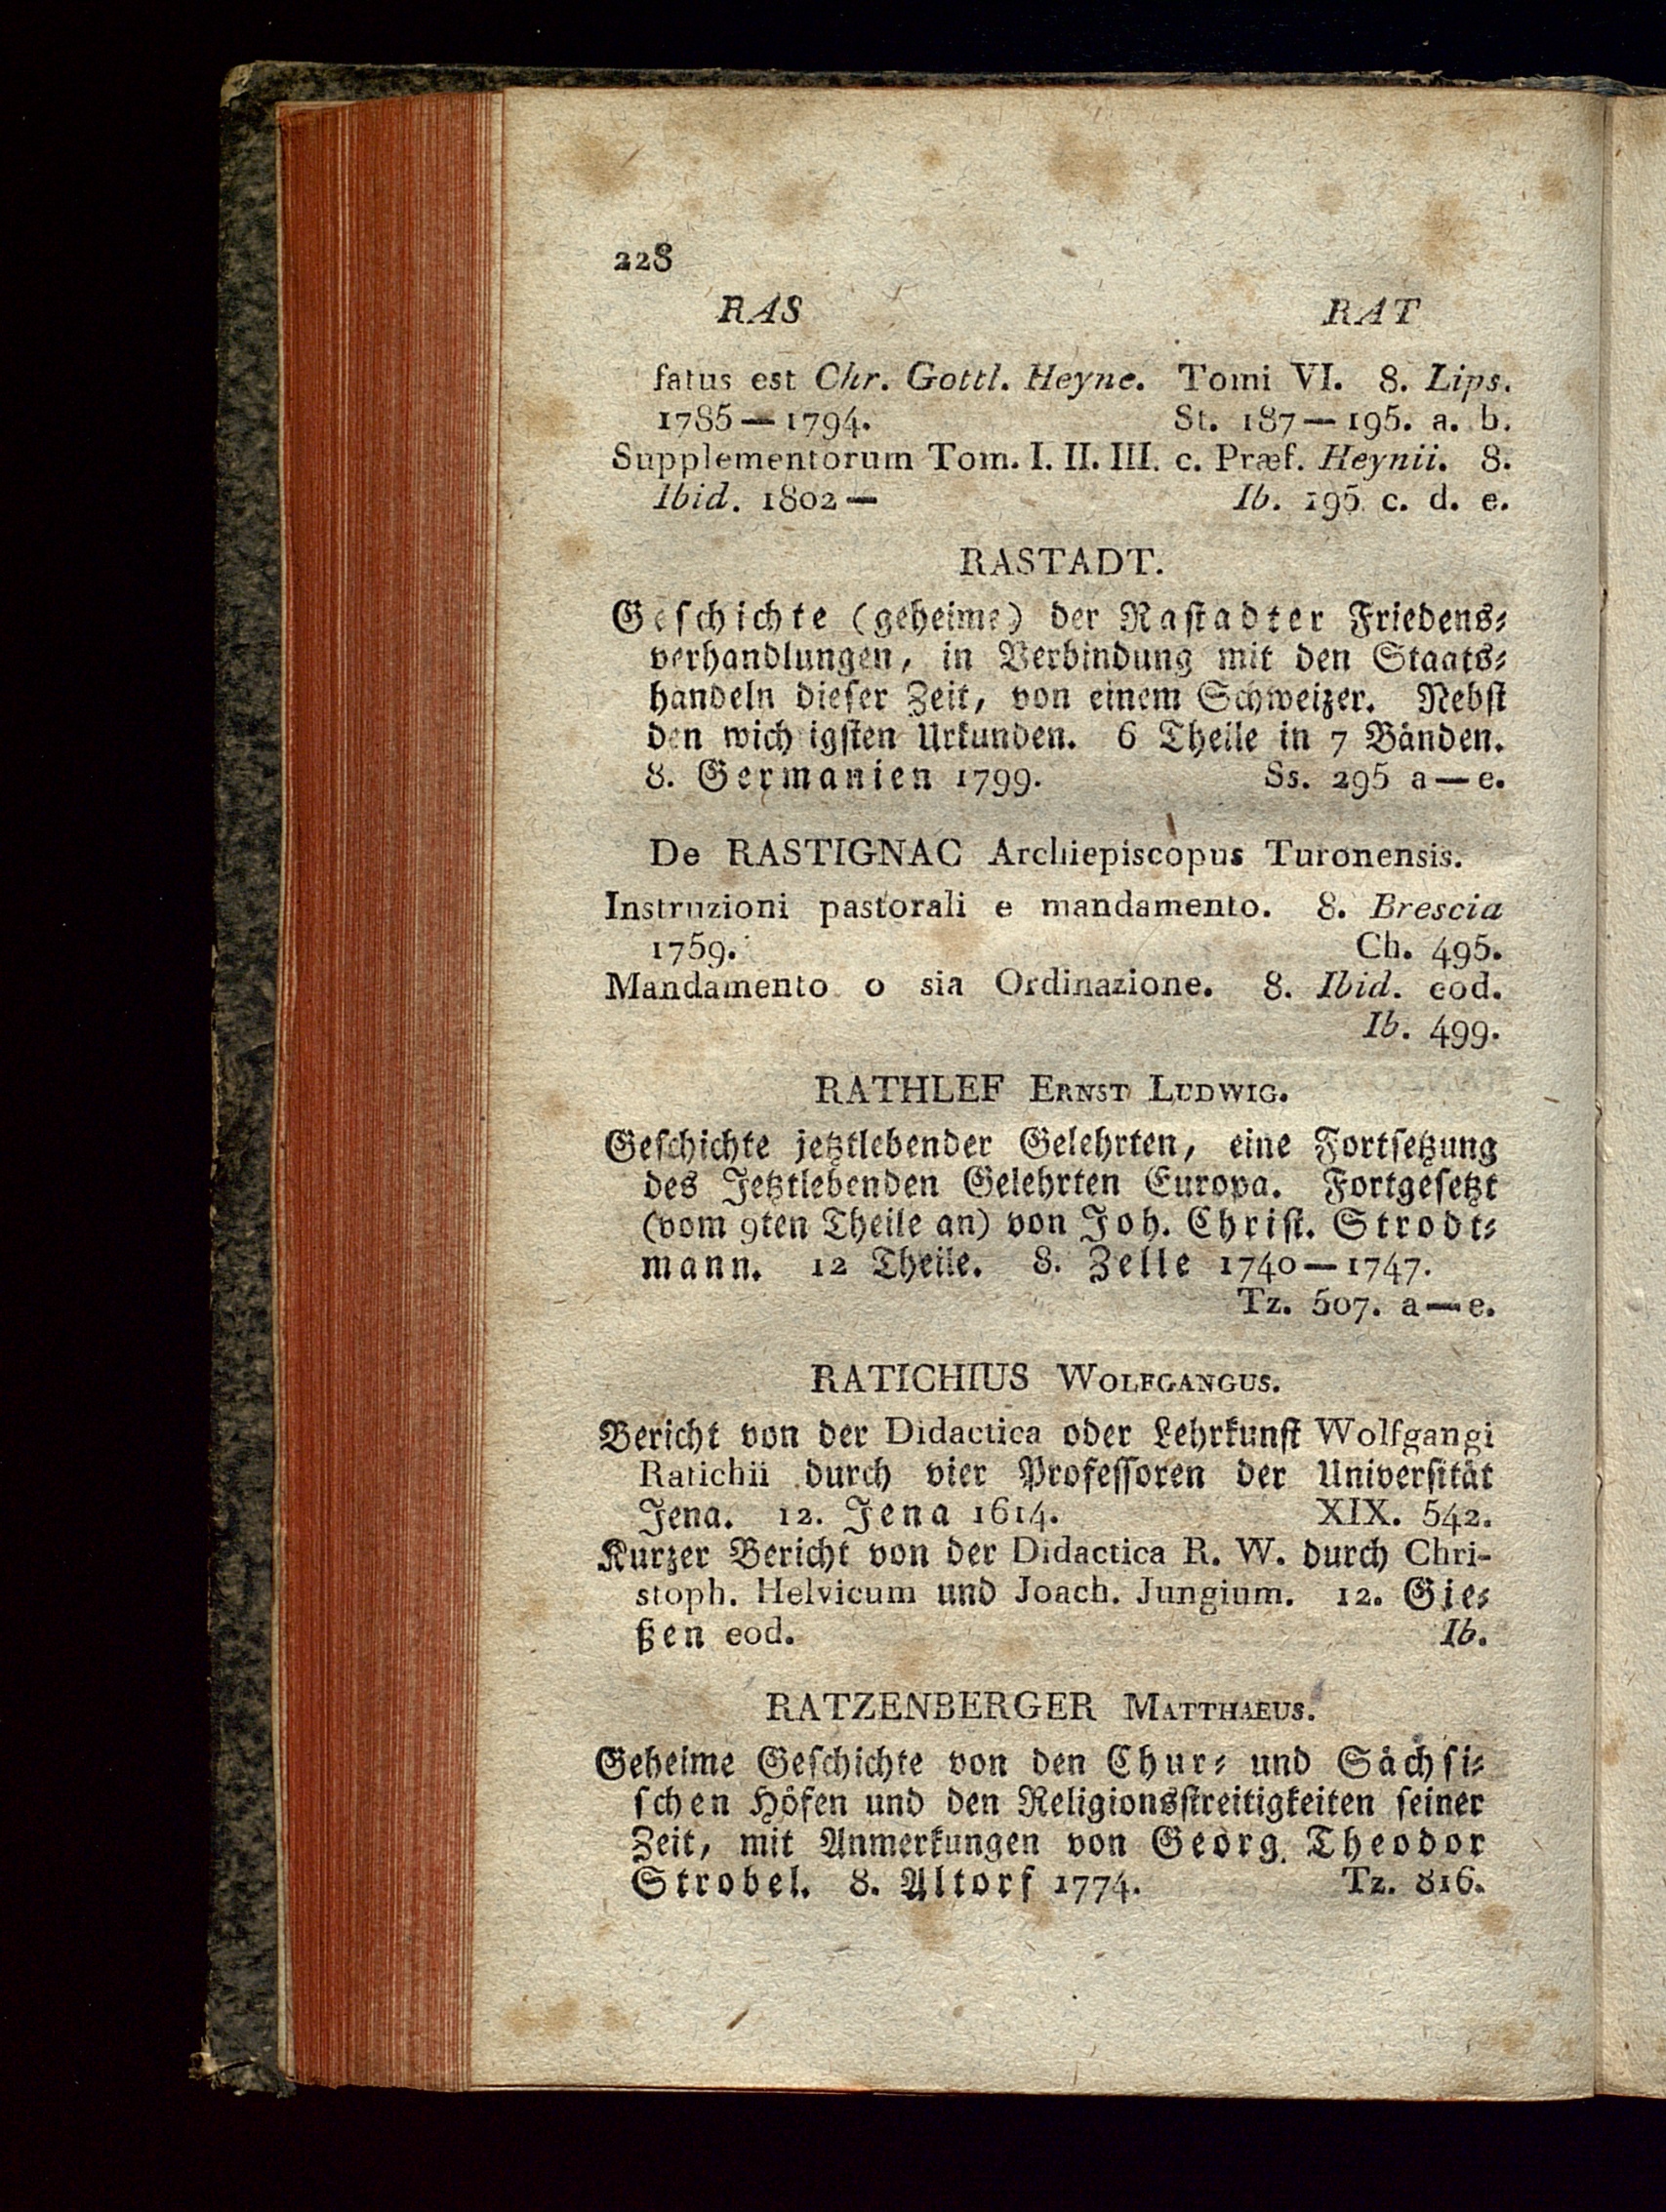 228
RAS RAT
fatus est Chr. Gottl. Heyne. Tomi VI. 8. Lips.
1785 — 1794. St. 187 — 195. a. b.
Supplementorum Tom. I. II. III. c. Præf. Heynii. 8.
Ibid. 1802 — Ib. 195 c. d. e.
RASTADT.
Geschichte (geheime) der Rastadter Friedens-
verhandlungen, in Verbindung mit den Staats-
handeln dieser Zeit, von einem Schweizer. Nebst
den wich igsten Urkunden. 6 Theile in 7 Bänden.
8. Germanien 1799. Ss. 295 a — e.
De RASTIGNAC Archiepiscopus Turonensis.
Instruzioni pastorali e mandamento. 8. Brescia
1759. Ch. 495.
Mandamento o sia Ordinazione. 8. Ibid. eod.
Ib. 499.
RATHLEF ERNST LUDWIG.
Geschichte jetztlebender Gelehrten, eine Fortsetzung
des Jetztlebenden Gelehrten Europa. Fortgesetzt
(vom 9ten Theile an) von Joh. Christ. Strodt-
mann. 12 Theile. 8. Zelle 1740 — 1747.
Tz. 507. a — e.
RATICHIUS WOLFGANGUS.
Bericht von der Didactica oder Lehrkunst Wolfgangi
Ratichii durch vier Professoren der Universität
Jena. 12. Jena 1614. XIX. 542.
Kurzer Bericht von der Didactica R. W. durch Chri-
stoph. Helvicum und Joach. Jungium. 12. Gie-
ßen eod. Ib.
RATZENBERGER MATTHAEUS.
Geheime Geschichte von den Chur- und Sächsi-
schen Höfen und den Religionsstreitigkeiten seiner
Zeit, mit Anmerkungen von Georg. Theodor
Strobel. 8. Altorf 1774. Tz. 816.